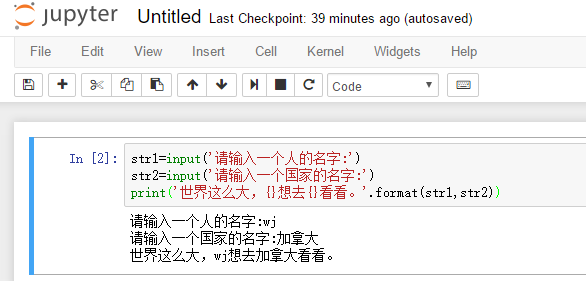 jupyter Untitled Last Checkpoint: 39 minutes ago (autosaved)
File Edit View Insert Cell Kernel Widgets Help
Code
In [2]: str1=input('请输入一个人的名字:')
str2=input('请输入一个国家的名字:')
print('世界这么大，{}想去{}看看。'.format(str1,str2))
请输入一个人的名字:wj
请输入一个国家的名字:加拿大
世界这么大，wj想去加拿大看看。